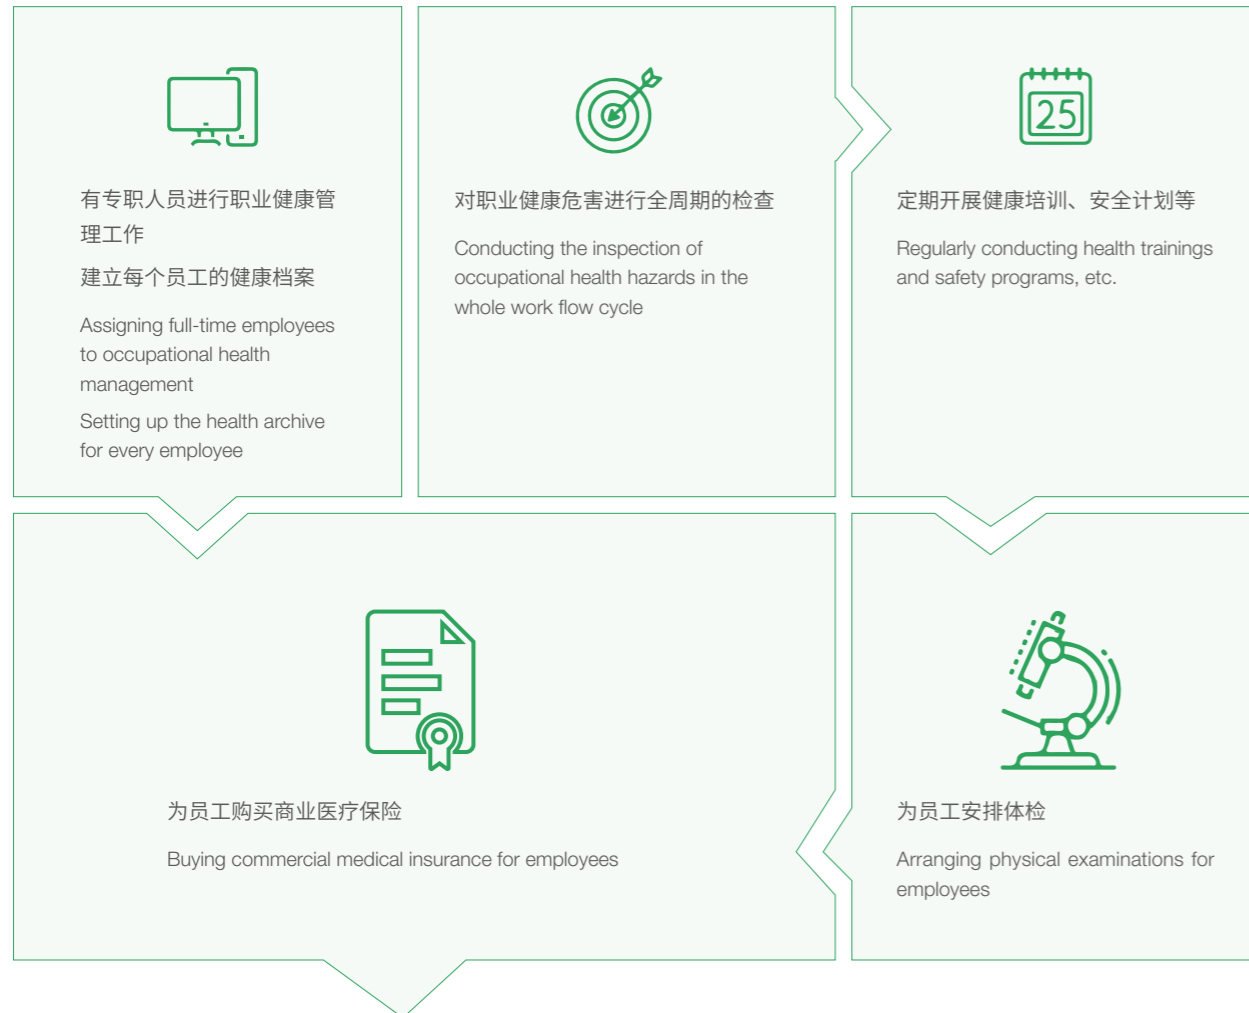 有专职人员进行职业健康管
理工作
建立每个员工的健康档案
Assigning full-time employees
to occupational health
management
Setting up the health archive
for every employee
对职业健康危害进行全周期的检查
Conducting the inspection of
occupational health hazards in the
whole work flow cycle
25
定期开展健康培训、安全计划等
Regularly conducting health trainings
and safety programs, etc.
为员工购买商业医疗保险
Buying commercial medical insurance for employees
为员工安排体检
Arranging physical examinations for
employees